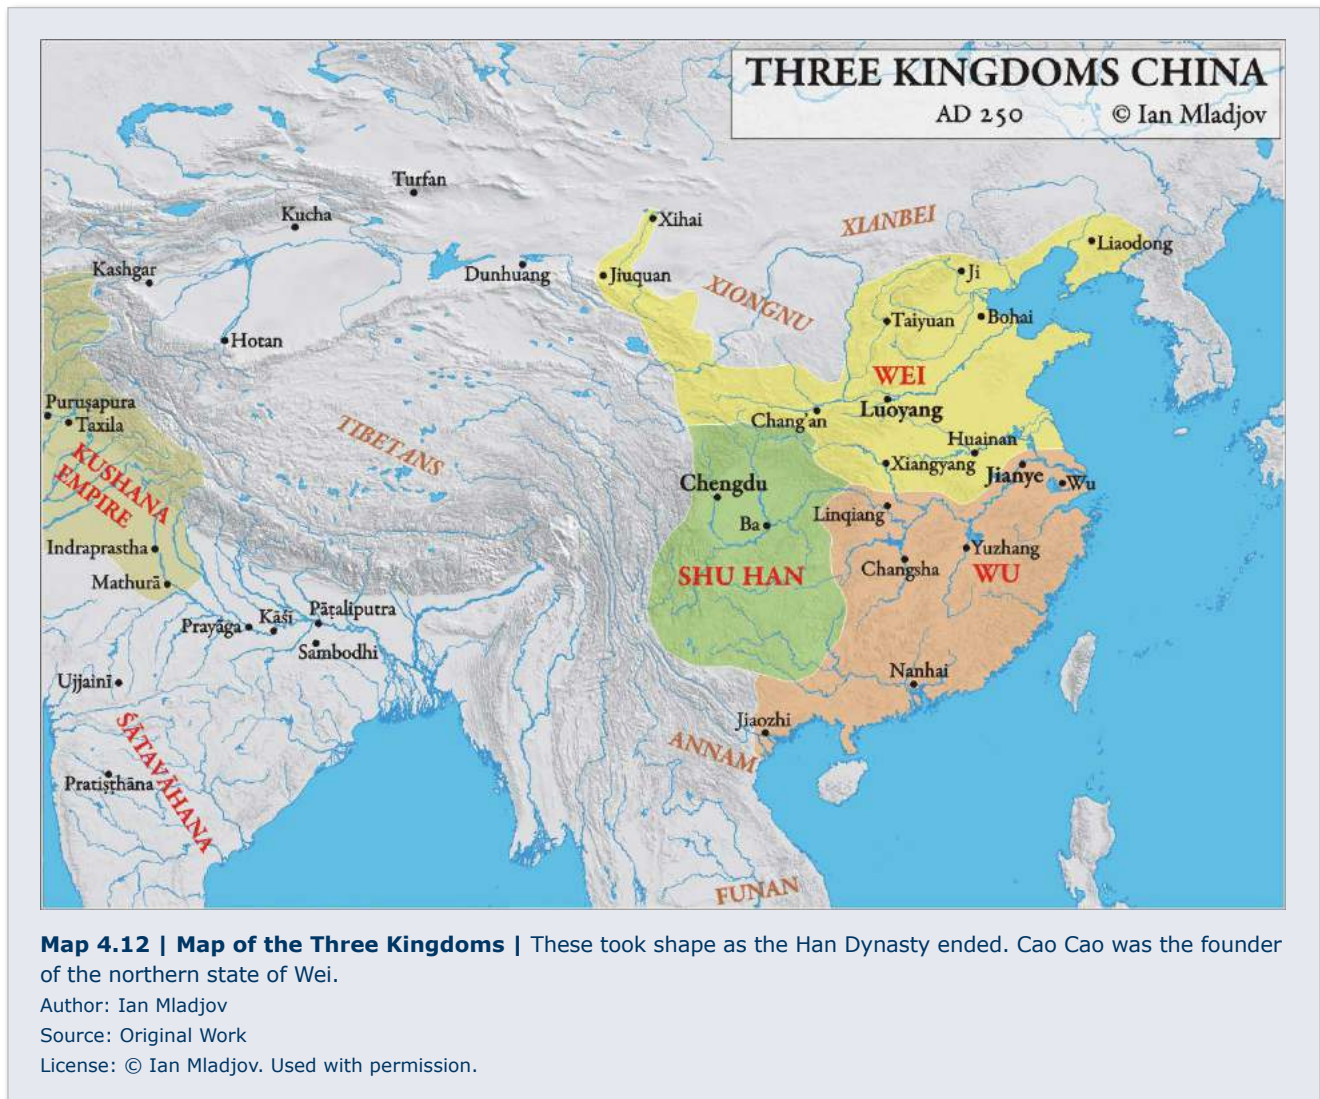 THREE KINGDOMS CHINA
AD 250 © Ian Mladjov
Turfan
Kucha
Xihai
XIANBEI
Liaodong
Kashgar
Dunhuang
Jiuquan
Ji
XIONGNU
Taiyuan
Bohai
Hotan
WEI
Puruṣapura
Taxila
Luoyang
Chang'an
TIBETANS
Huainan
KUSHANA
EMPIRE
Xiangyang
Jianye
Wu
Chengdu
Linqiang
Ba
Indraprastha
Yuzhang
Changsha
WU
SHU HAN
Mathurā
Prayāga
Kāśī
Pāṭaliputra
Sambodhi
Ujjainī
Nanhai
Jiaozhi
ŚĀTAVĀHANA
ANNAM
Pratiṣṭhāna
FUNAN
Map 4.12 | Map of the Three Kingdoms | These took shape as the Han Dynasty ended. Cao Cao was the founder
of the northern state of Wei.
Author: Ian Mladjov
Source: Original Work
License: © Ian Mladjov. Used with permission.